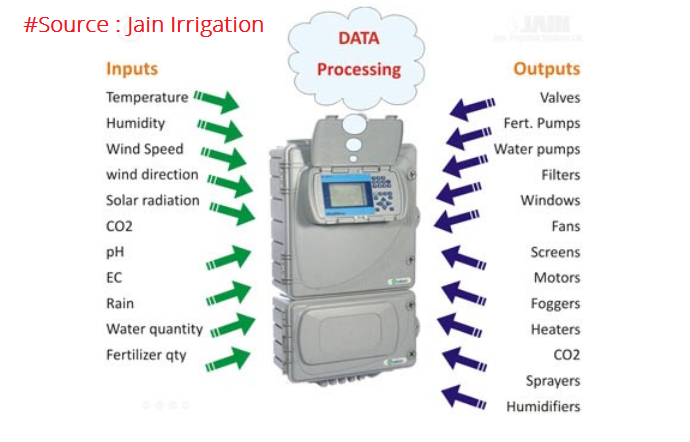 #Source : Jain Irrigation
JAIN
DATA
Processing
Inputs
Temperature
Humidity
Wind Speed
wind direction
Solar radiation
CO2
pH
EC
Rain
Water quantity
Fertilizer qty
Outputs
Valves
Fert. Pumps
Water pumps
Filters
Windows
Fans
Screens
Motors
Foggers
Heaters
CO2
Sprayers
Humidifiers